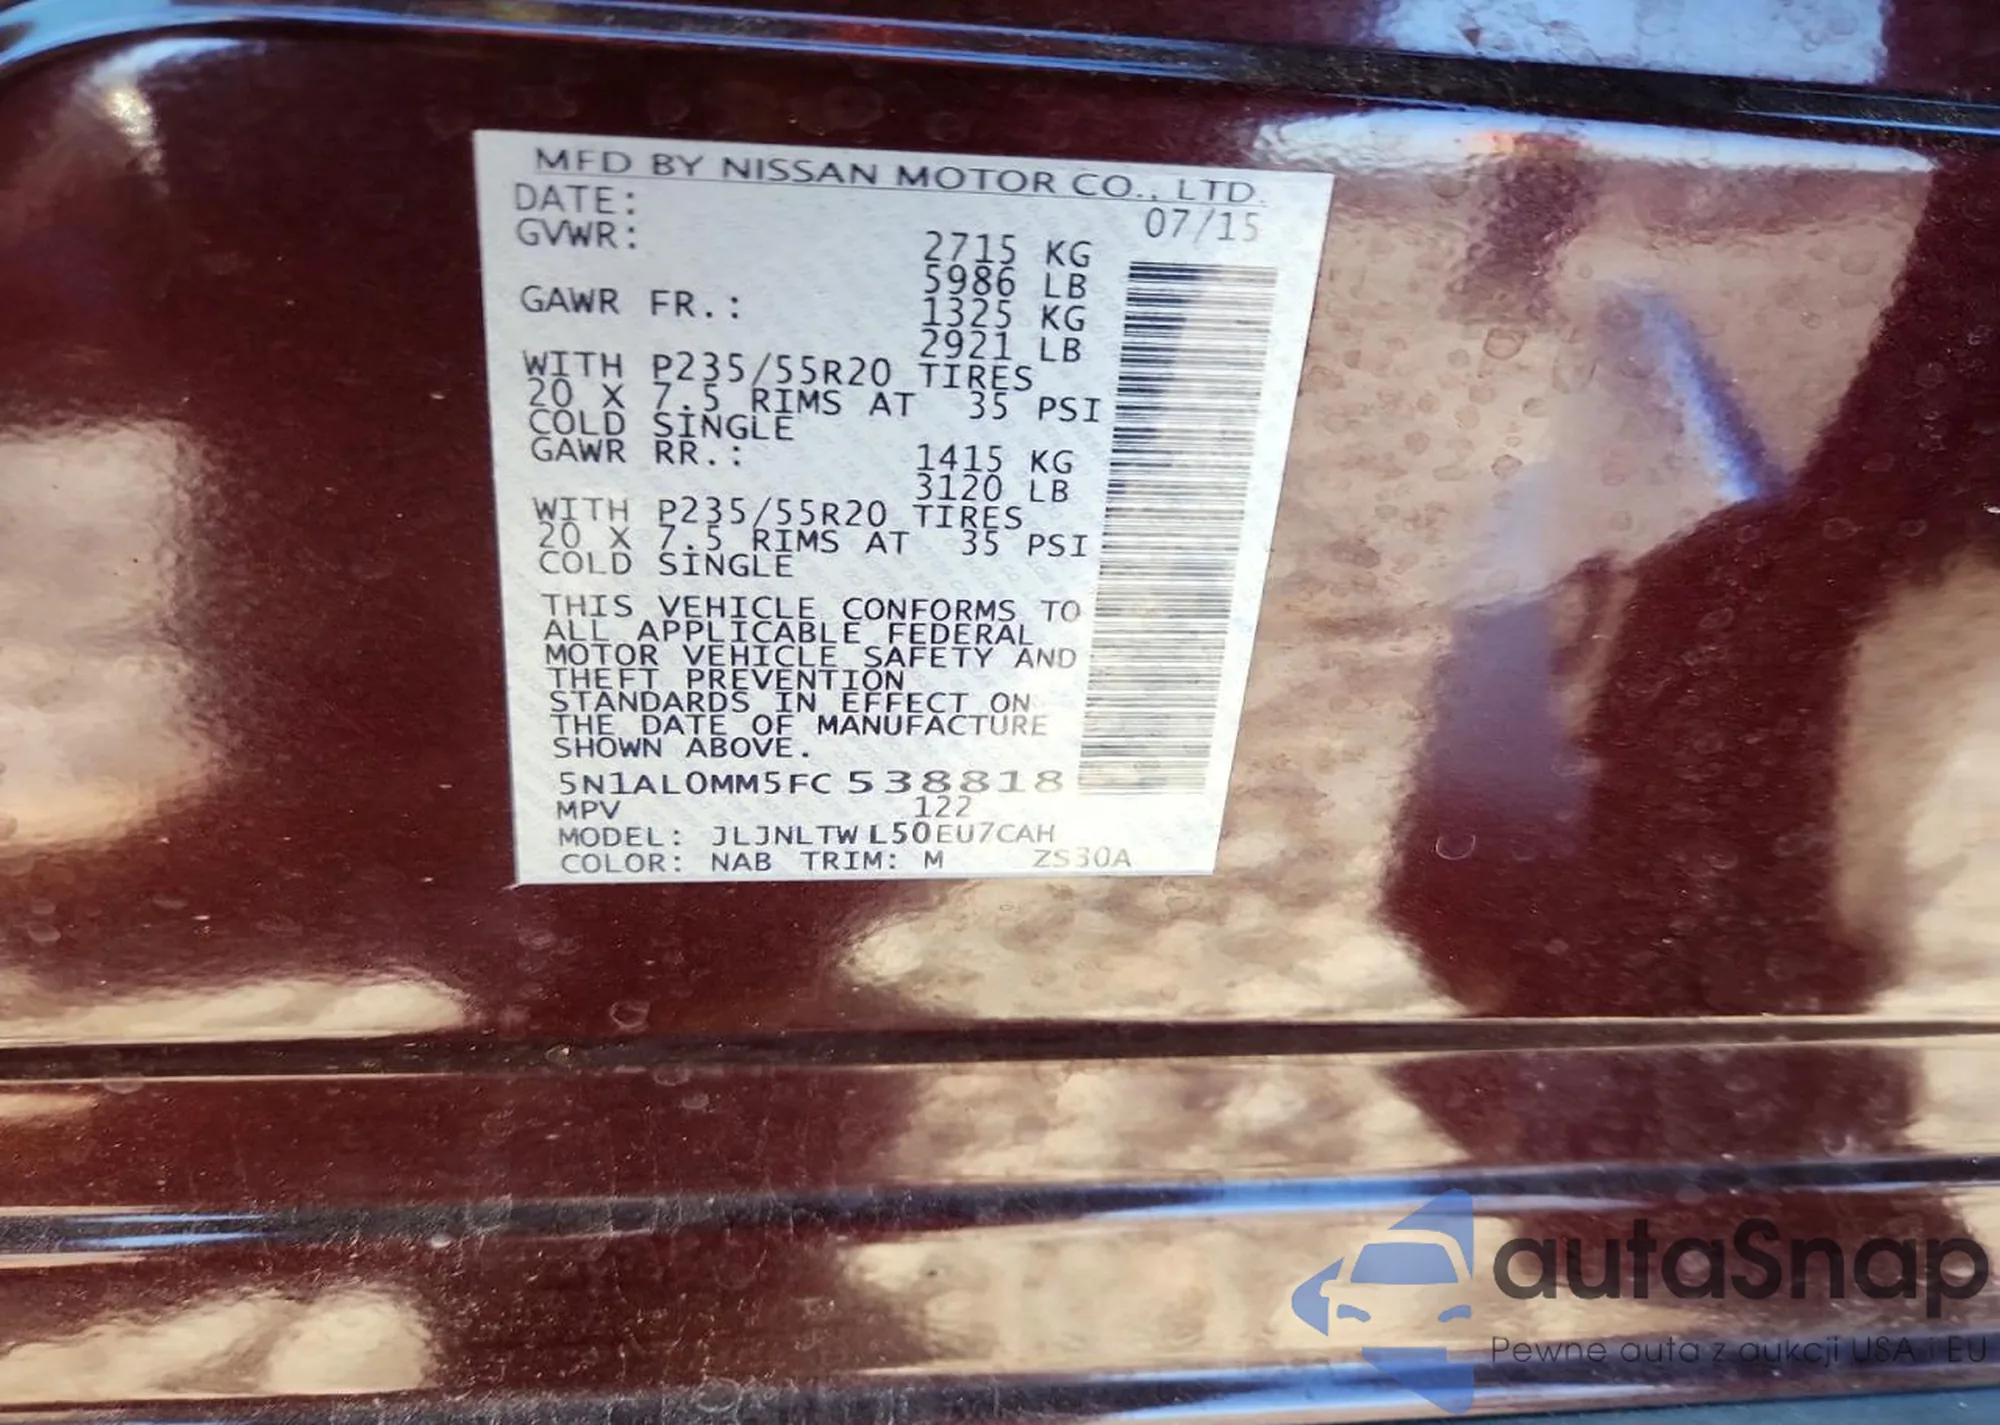 MFD BY NISSAN MOTOR CO., LTD.
DATE: 07/15
GVWR: 2715 KG
5986 LB
GAWR FR.: 1325 KG
2921 LB
WITH P235/55R20 TIRES
20 X 7.5 RIMS AT 35 PSI
COLD SINGLE
GAWR RR.: 1415 KG
3120 LB
WITH P235/55R20 TIRES
20 X 7.5 RIMS AT 35 PSI
COLD SINGLE
THIS VEHICLE CONFORMS TO
ALL APPLICABLE FEDERAL
MOTOR VEHICLE SAFETY AND
THEFT PREVENTION
STANDARDS IN EFFECT ON
THE DATE OF MANUFACTURE
SHOWN ABOVE.
5N1AL0MM5FC538818
MPV 122
MODEL: JLJNLTWL50EU7CAH
COLOR: NAB TRIM: M ZS30A
autaSnap
Pewne auta z aukcji USA i EU